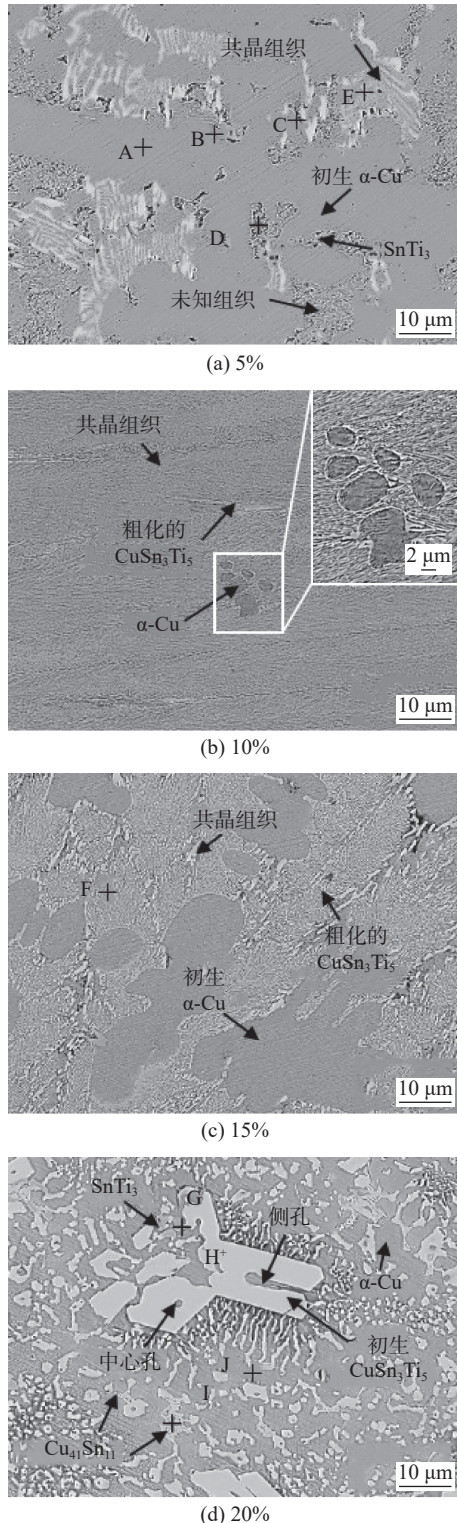 共晶组织
E
C
B
A
初生 α-Cu
D
SnTi₃
未知组织
10 μm
(a) 5%
共晶组织
粗化的
CuSn₃Ti₅
2 μm
α-Cu
10 μm
(b) 10%
共晶组织
F
粗化的
CuSn₃Ti₅
初生
α-Cu
10 μm
(c) 15%
SnTi₃
G
侧孔
H⁺
α-Cu
初生
CuSn₃Ti₅
中心孔
J
I
Cu₄₁Sn₁₁
10 μm
(d) 20%